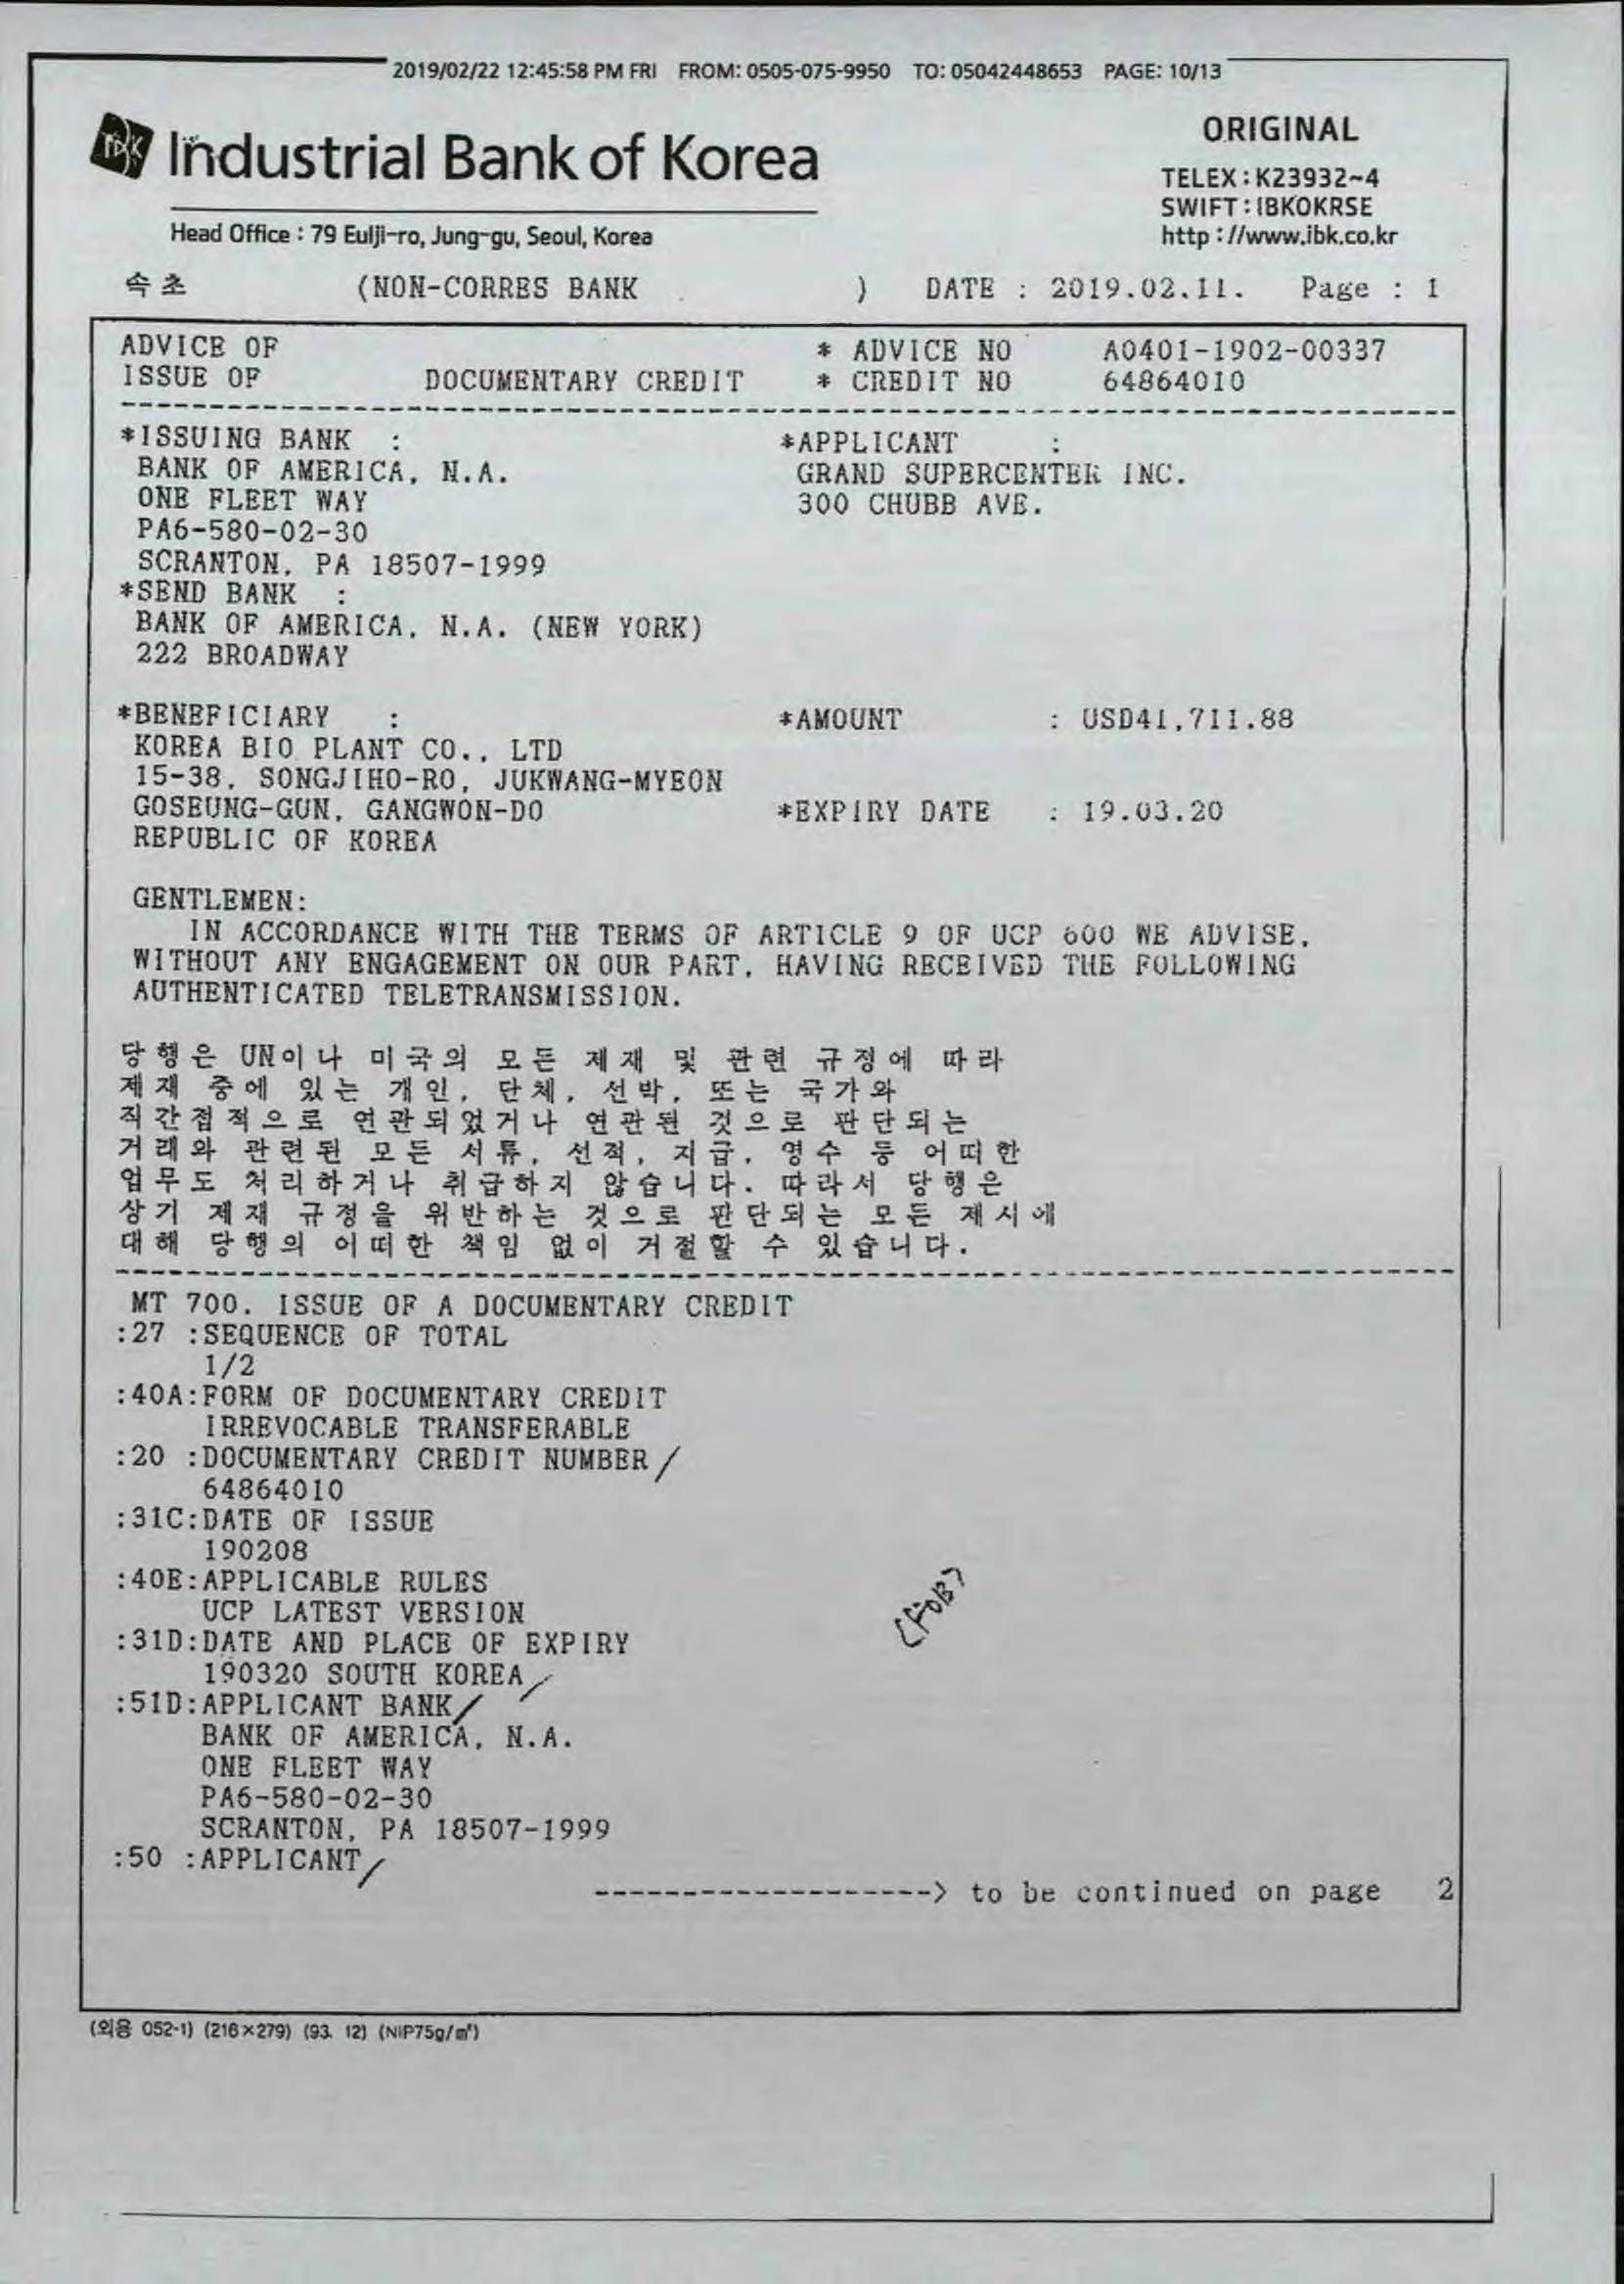 2019/02/22 12:45:58 PM FRI FROM: 0505-075-9950 TO: 05042448653 PAGE: 10/13
IBK Industrial Bank of Korea
ORIGINAL
TELEX : K23932~4
SWIFT : IBKOKRSE
http : //www.ibk.co.kr
Head Office : 79 Eulji-ro, Jung-gu, Seoul, Korea
속초 (NON-CORRES BANK ) DATE : 2019.02.11. Page : 1
ADVICE OF * ADVICE NO A0401-1902-00337
ISSUE OF DOCUMENTARY CREDIT * CREDIT NO 64864010
*ISSUING BANK : *APPLICANT :
BANK OF AMERICA, N.A. GRAND SUPERCENTER INC.
ONE FLEET WAY 300 CHUBB AVE.
PA6-580-02-30
SCRANTON, PA 18507-1999
*SEND BANK :
BANK OF AMERICA, N.A. (NEW YORK)
222 BROADWAY
*BENEFICIARY : *AMOUNT : USD41,711.88
KOREA BIO PLANT CO., LTD
15-38, SONGJIHO-RO, JUKWANG-MYEON
GOSEUNG-GUN, GANGWON-DO *EXPIRY DATE : 19.03.20
REPUBLIC OF KOREA
GENTLEMEN:
IN ACCORDANCE WITH THE TERMS OF ARTICLE 9 OF UCP 600 WE ADVISE,
WITHOUT ANY ENGAGEMENT ON OUR PART, HAVING RECEIVED THE FOLLOWING
AUTHENTICATED TELETRANSMISSION.
당행은 UN이나 미국의 모든 제재 및 관련 규정에 따라
제재 중에 있는 개인, 단체, 선박, 또는 국가와
직간접적으로 연관되었거나 연관된 것으로 판단되는
거래와 관련된 모든 서류, 선적, 지급, 영수 등 어떠한
업무도 처리하거나 취급하지 않습니다. 따라서 당행은
상기 제재 규정을 위반하는 것으로 판단되는 모든 제시에
대해 당행의 어떠한 책임 없이 거절할 수 있습니다.
MT 700. ISSUE OF A DOCUMENTARY CREDIT
:27 :SEQUENCE OF TOTAL
1/2
:40A:FORM OF DOCUMENTARY CREDIT
IRREVOCABLE TRANSFERABLE
:20 :DOCUMENTARY CREDIT NUMBER /
64864010
:31C:DATE OF ISSUE
190208
:40E:APPLICABLE RULES
UCP LATEST VERSION
(FOB)
:31D:DATE AND PLACE OF EXPIRY
190320 SOUTH KOREA /
:51D:APPLICANT BANK /
BANK OF AMERICA, N.A.
ONE FLEET WAY
PA6-580-02-30
SCRANTON, PA 18507-1999
:50 :APPLICANT /
-------------------> to be continued on page 2
(외용 052-1) (216×279) (93. 12) (NIP75g/㎡)